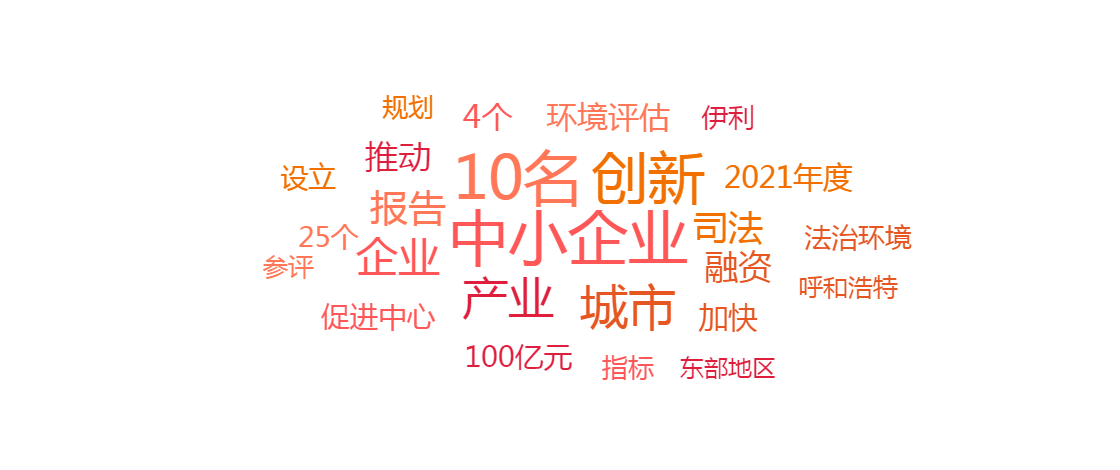 规划
4个
环境评估
伊利
推动
10名
创新
2021年度
设立
报告
中小企业
司法
法治环境
25个
企业
融资
参评
产业
城市
呼和浩特
促进中心
加快
100亿元
指标
东部地区